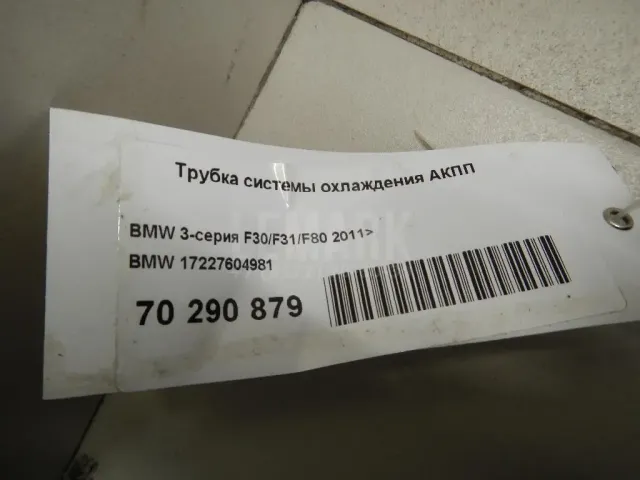 Трубка системы охлаждения АКПП
BMW 3-серия F30/F31/F80 2011>
BMW 17227604981
70 290 879